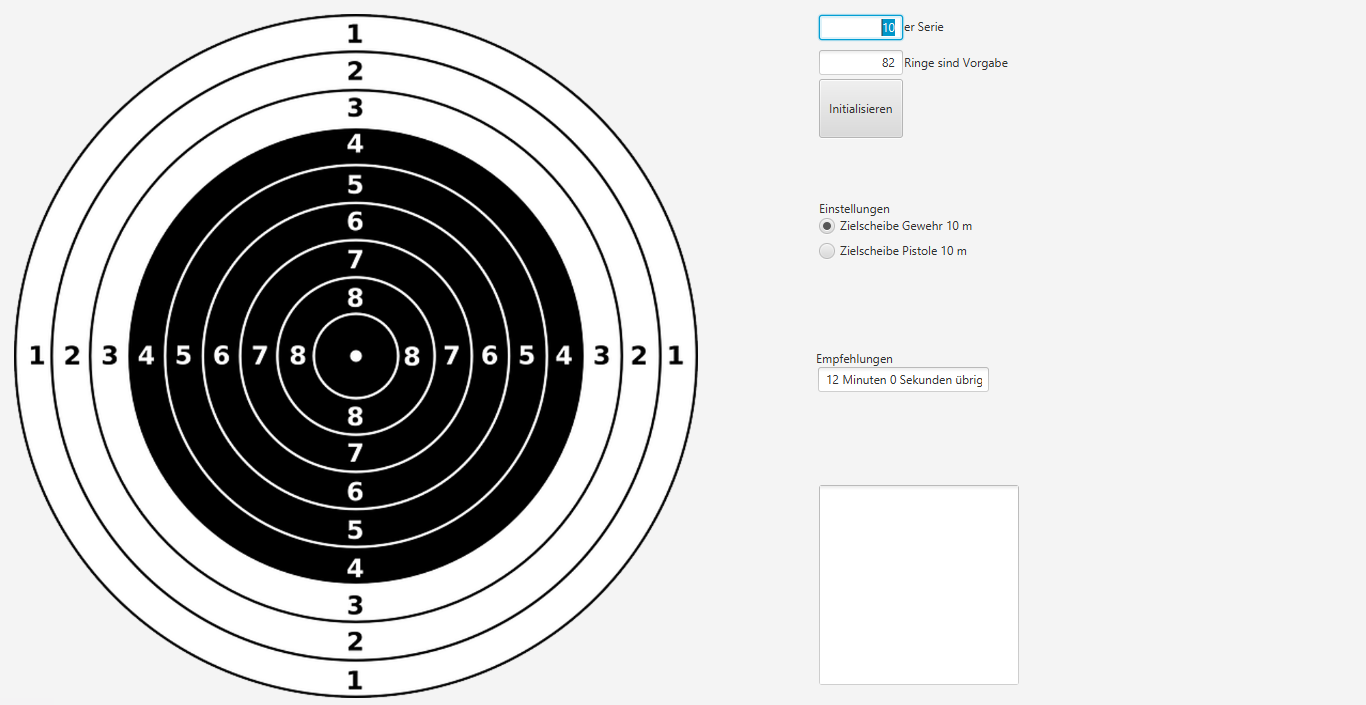 1
2
3
4
5
6
7
8
1 2 3 4 5 6 7 8 8 7 6 5 4 3 2 1
8
7
6
5
4
3
2
1
10 er Serie
82 Ringe sind Vorgabe
Initialisieren
Einstellungen
Zielscheibe Gewehr 10 m
Zielscheibe Pistole 10 m
Empfehlungen
12 Minuten 0 Sekunden übrig